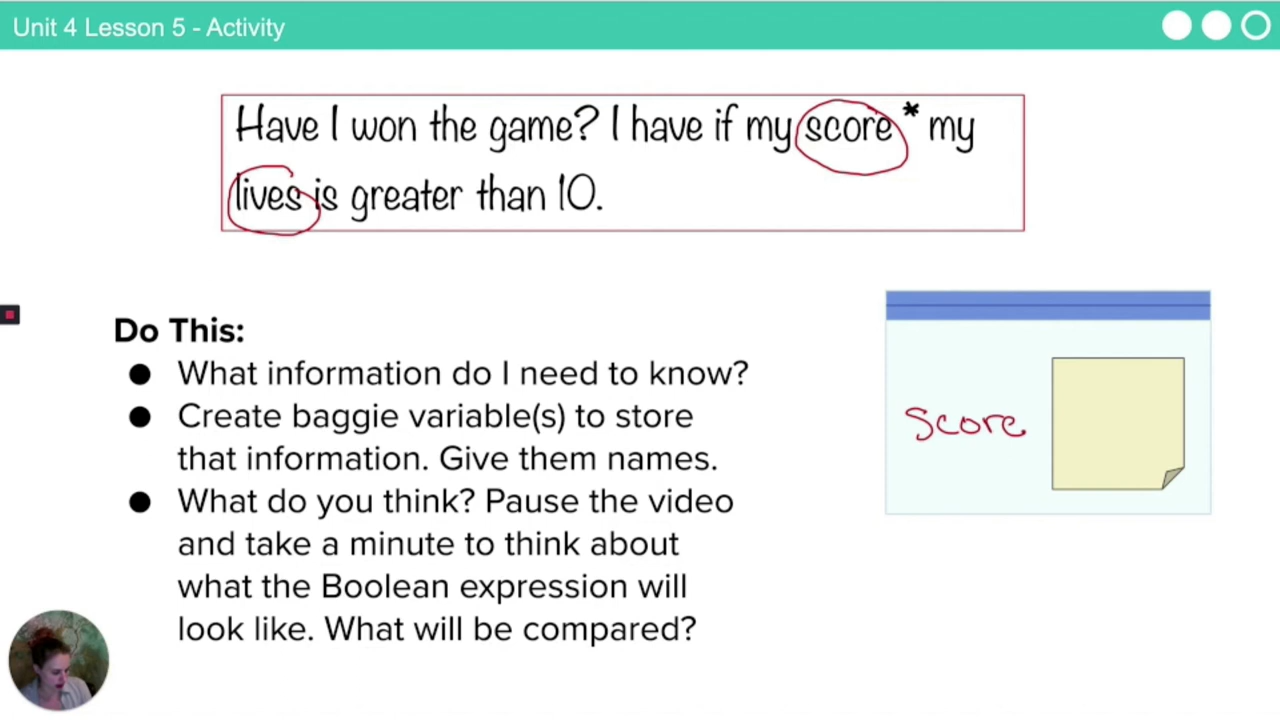 Unit 4 Lesson 5 - Activity
Have I won the game? I have if my score * my
lives is greater than 10.
Do This:
● What information do I need to know?
● Create baggie variable(s) to store
that information. Give them names.
● What do you think? Pause the video
and take a minute to think about
what the Boolean expression will
look like. What will be compared?
Score